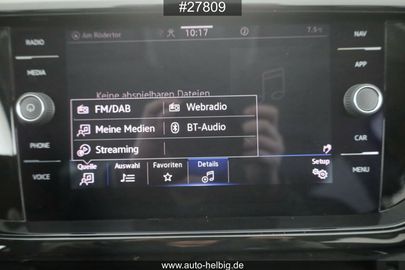 #27809
Am Rödertor
10:17
7.5
RADIO
MEDIA
PHONE
VOICE
NAV
APP
CAR
MENU
Keine abspielbaren Dateien
FM/DAB
Webradio
Meine Medien
BT-Audio
Streaming
Quelle
Auswahl
Favoriten
Details
Setup
www.auto-helbig.de